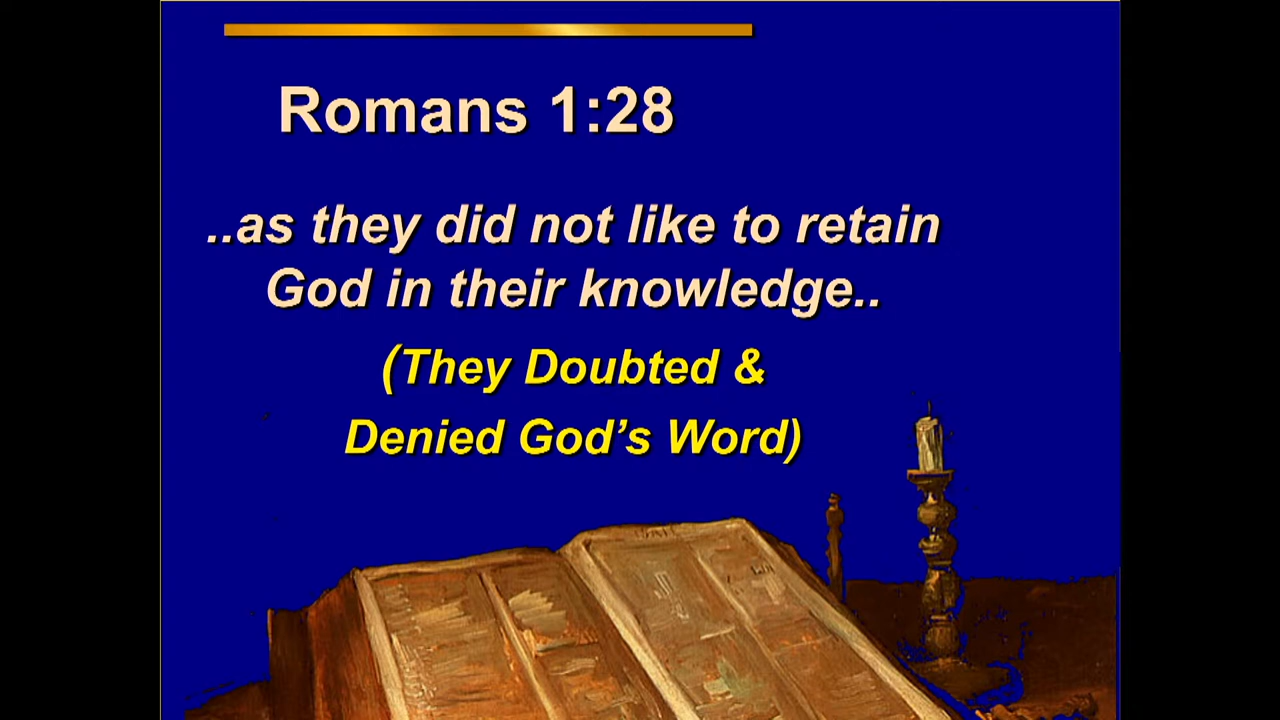 Romans 1:28
..as they did not like to retain
God in their knowledge..
(They Doubted &
Denied God’s Word)